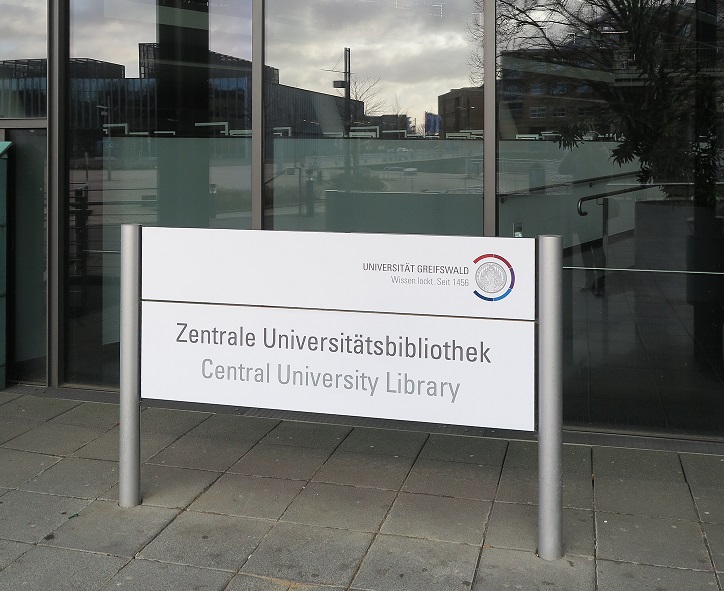 UNIVERSITÄT GREIFSWALD
Wissen lockt. Seit 1456
Zentrale Universitätsbibliothek
Central University Library